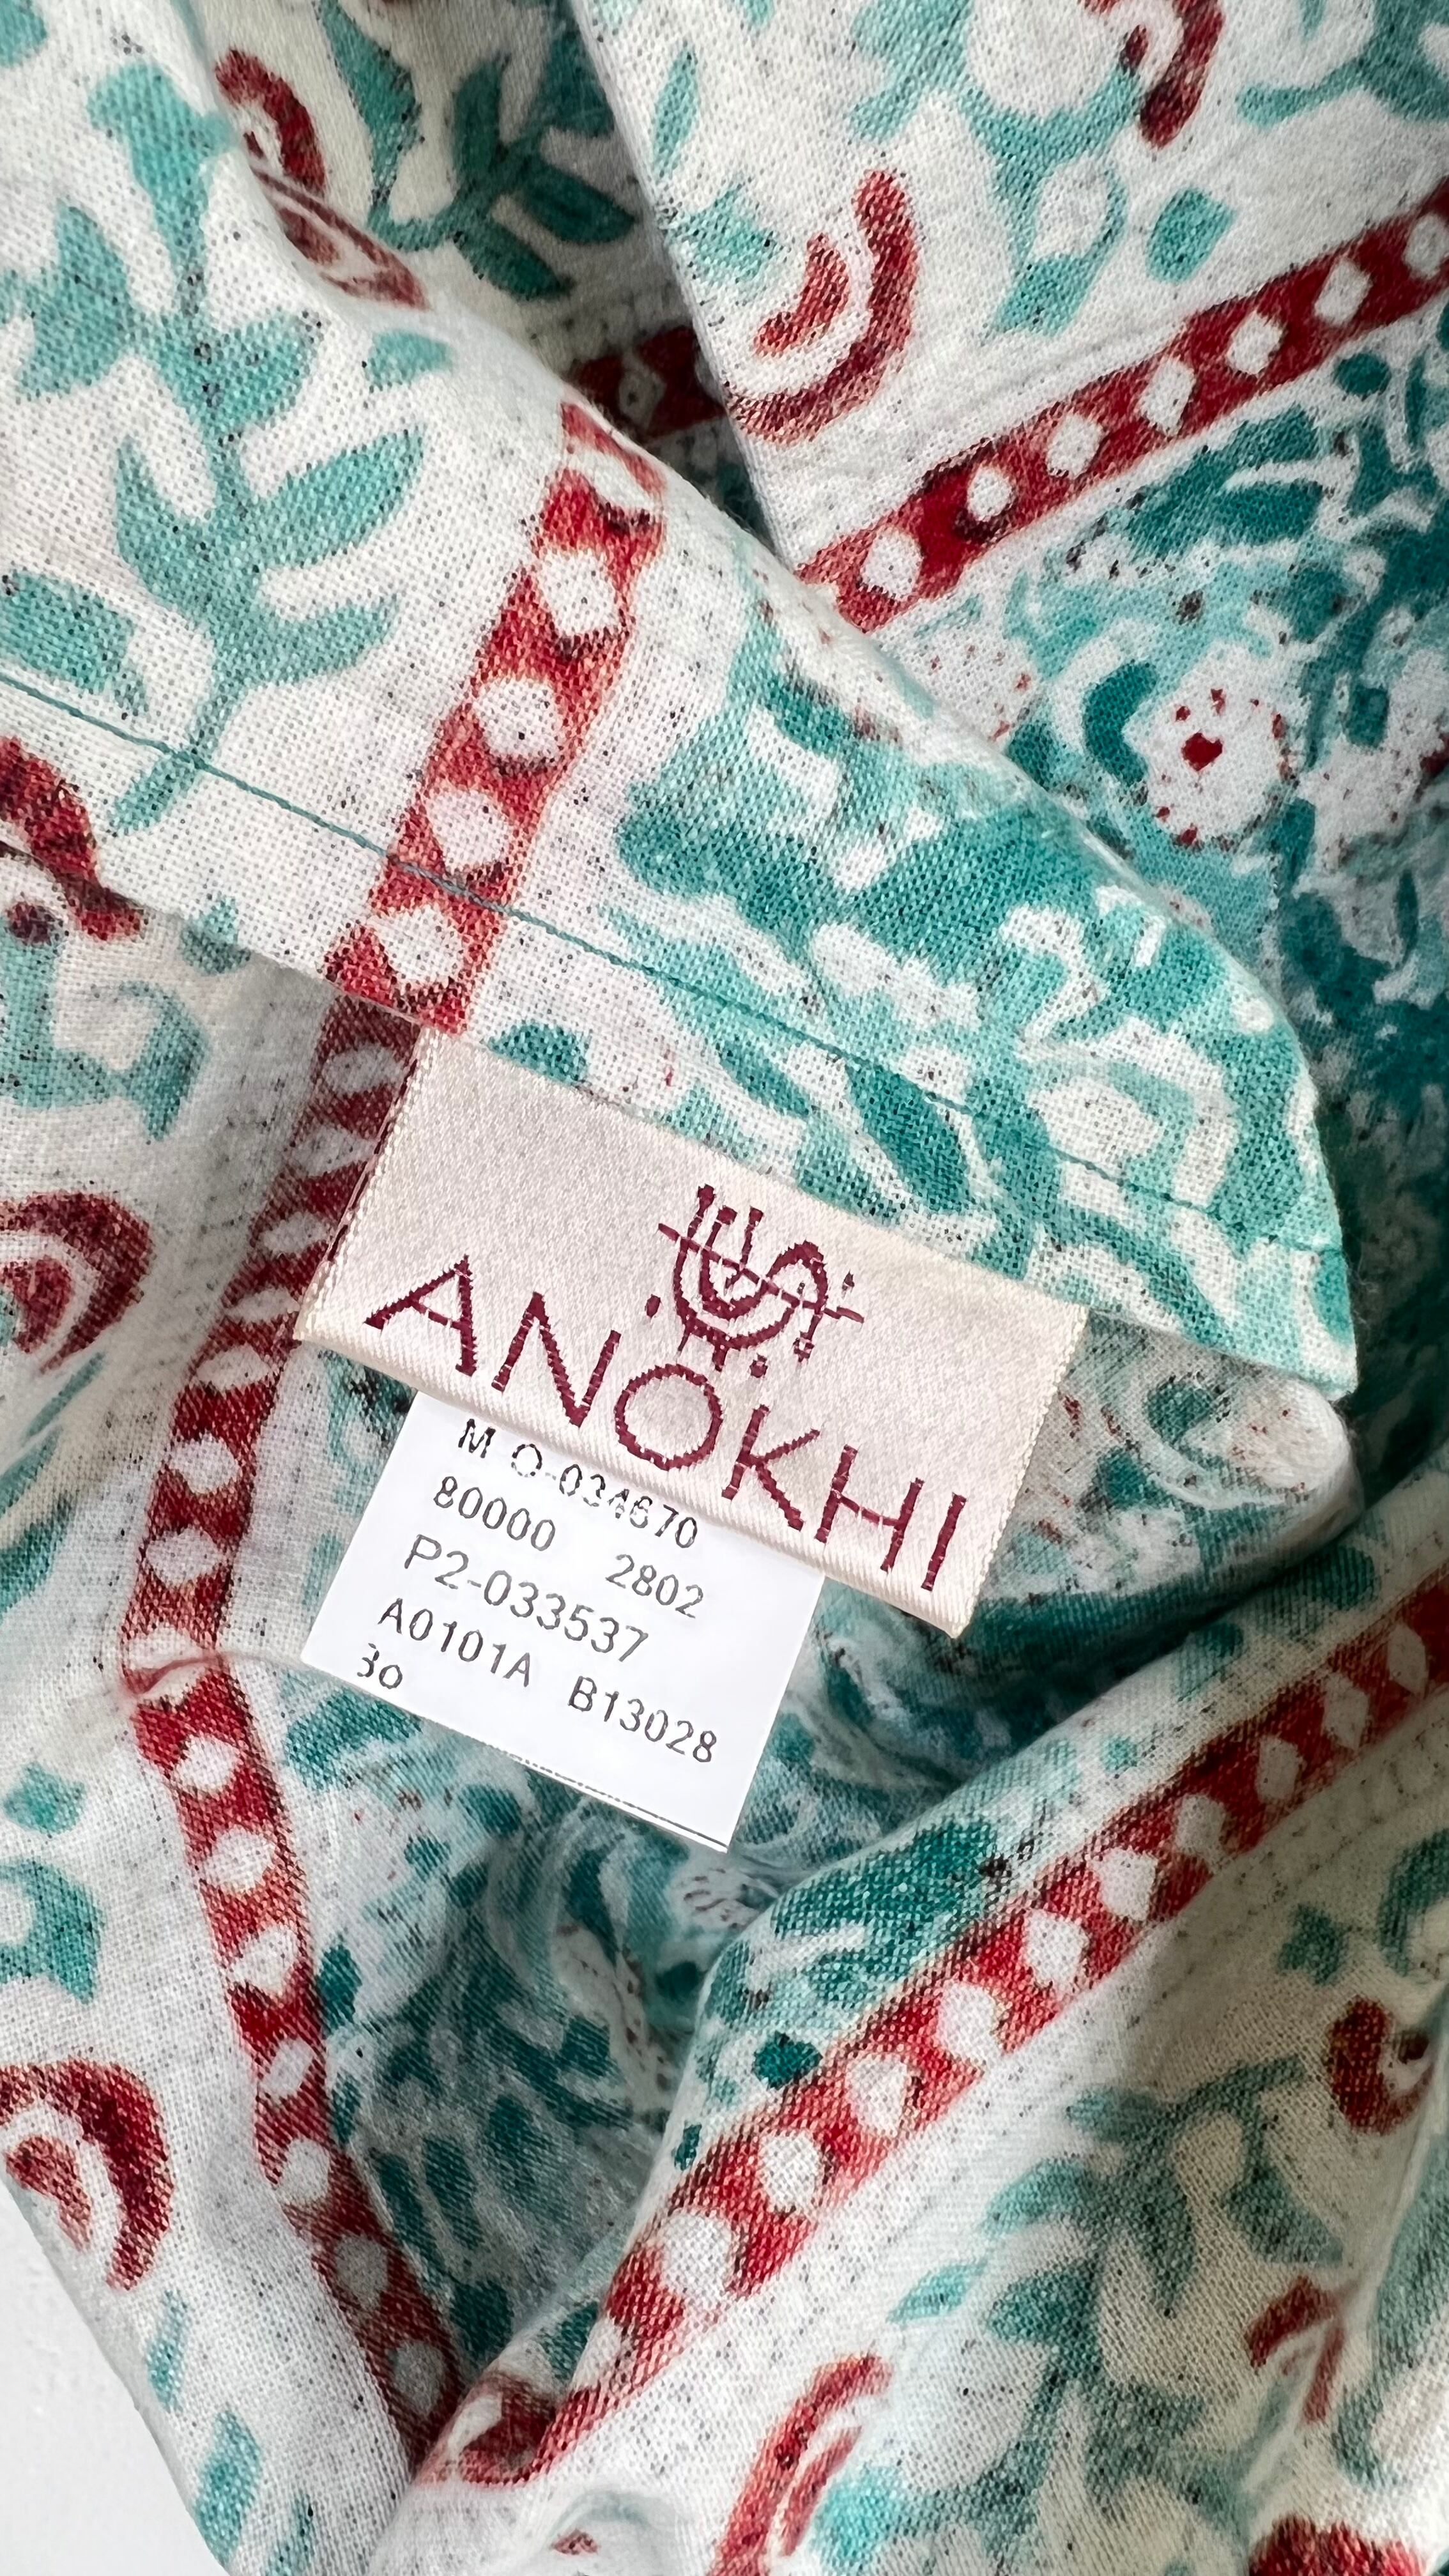 ANOKHI
M O-034670
80000 2802
P2-033537
A0101A B13028
30